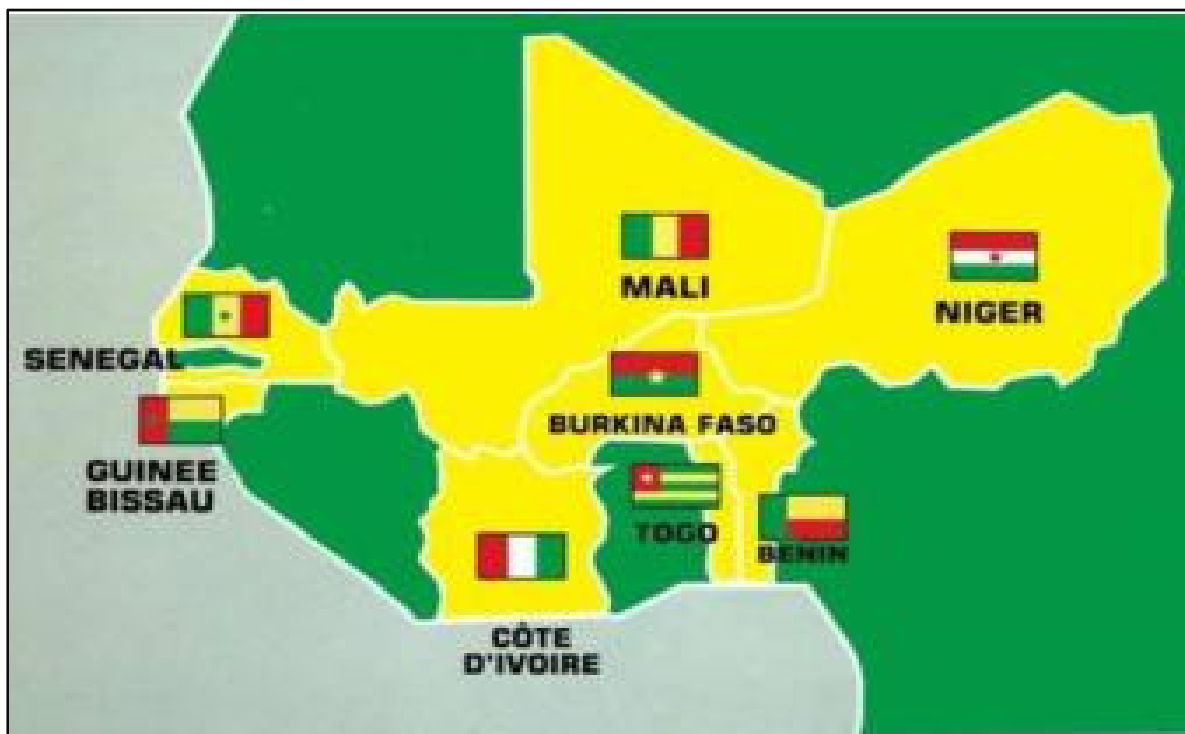 MALI
NIGER
SENEGAL
BURKINA FASO
GUINEE
BISSAU
TOGO
BENIN
CÔTE
D'IVOIRE